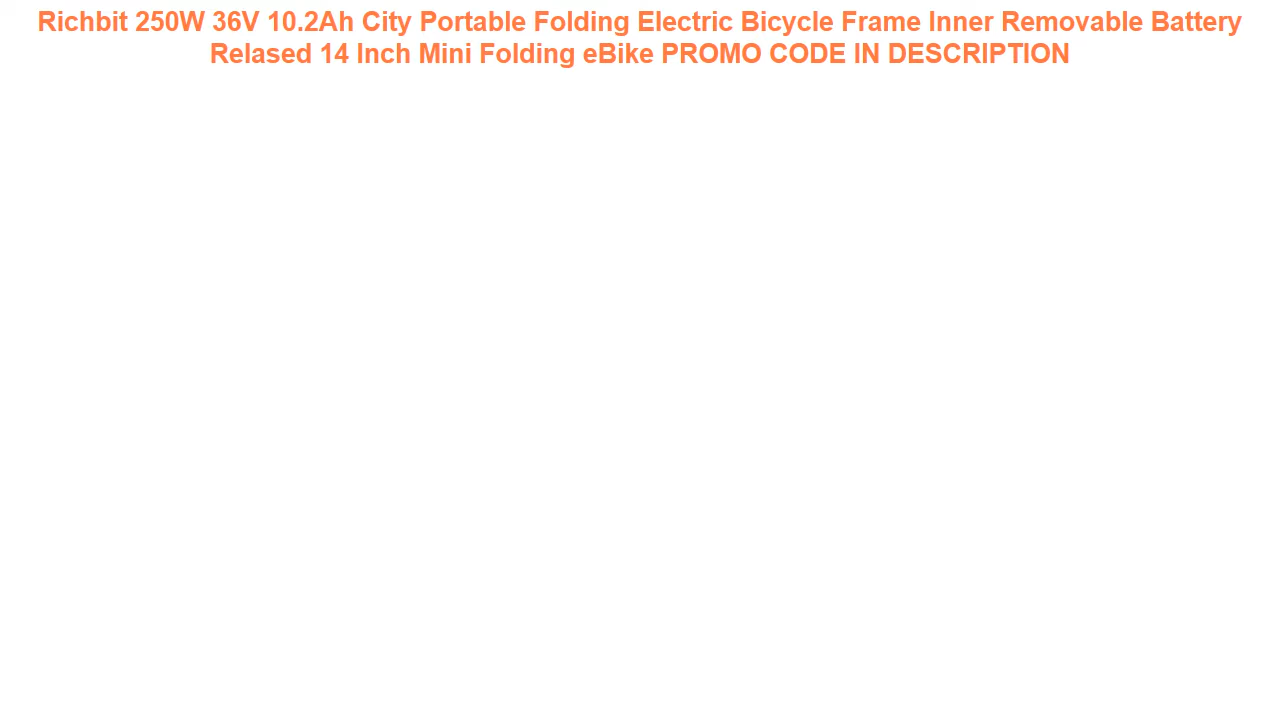 Richbit 250W 36V 10.2Ah City Portable Folding Electric Bicycle Frame Inner Removable Battery
Relased 14 Inch Mini Folding eBike PROMO CODE IN DESCRIPTION